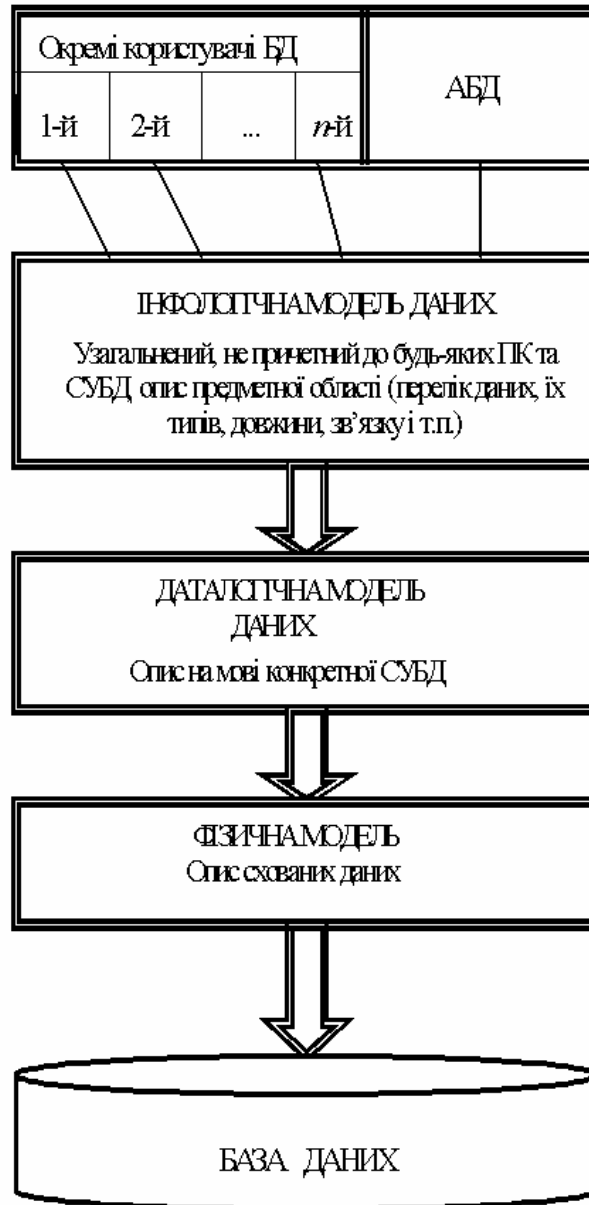 Окремі користувачі БД
АБД
1-й 2-й ... n-й
ІНФОЛОГІЧНА МОДЕЛЬ ДАНИХ
Узагальнений, не причетний до будь-яких ПК та
СУБД, опис предметної області (перелік даних, їх
типів, довжини, зв’язку і т.п.)
ДАТАЛОГІЧНА МОДЕЛЬ
ДАНИХ
Опис на мові конкретної СУБД
ФІЗИЧНА МОДЕЛЬ
Опис схованих даних
БАЗА ДАНИХ